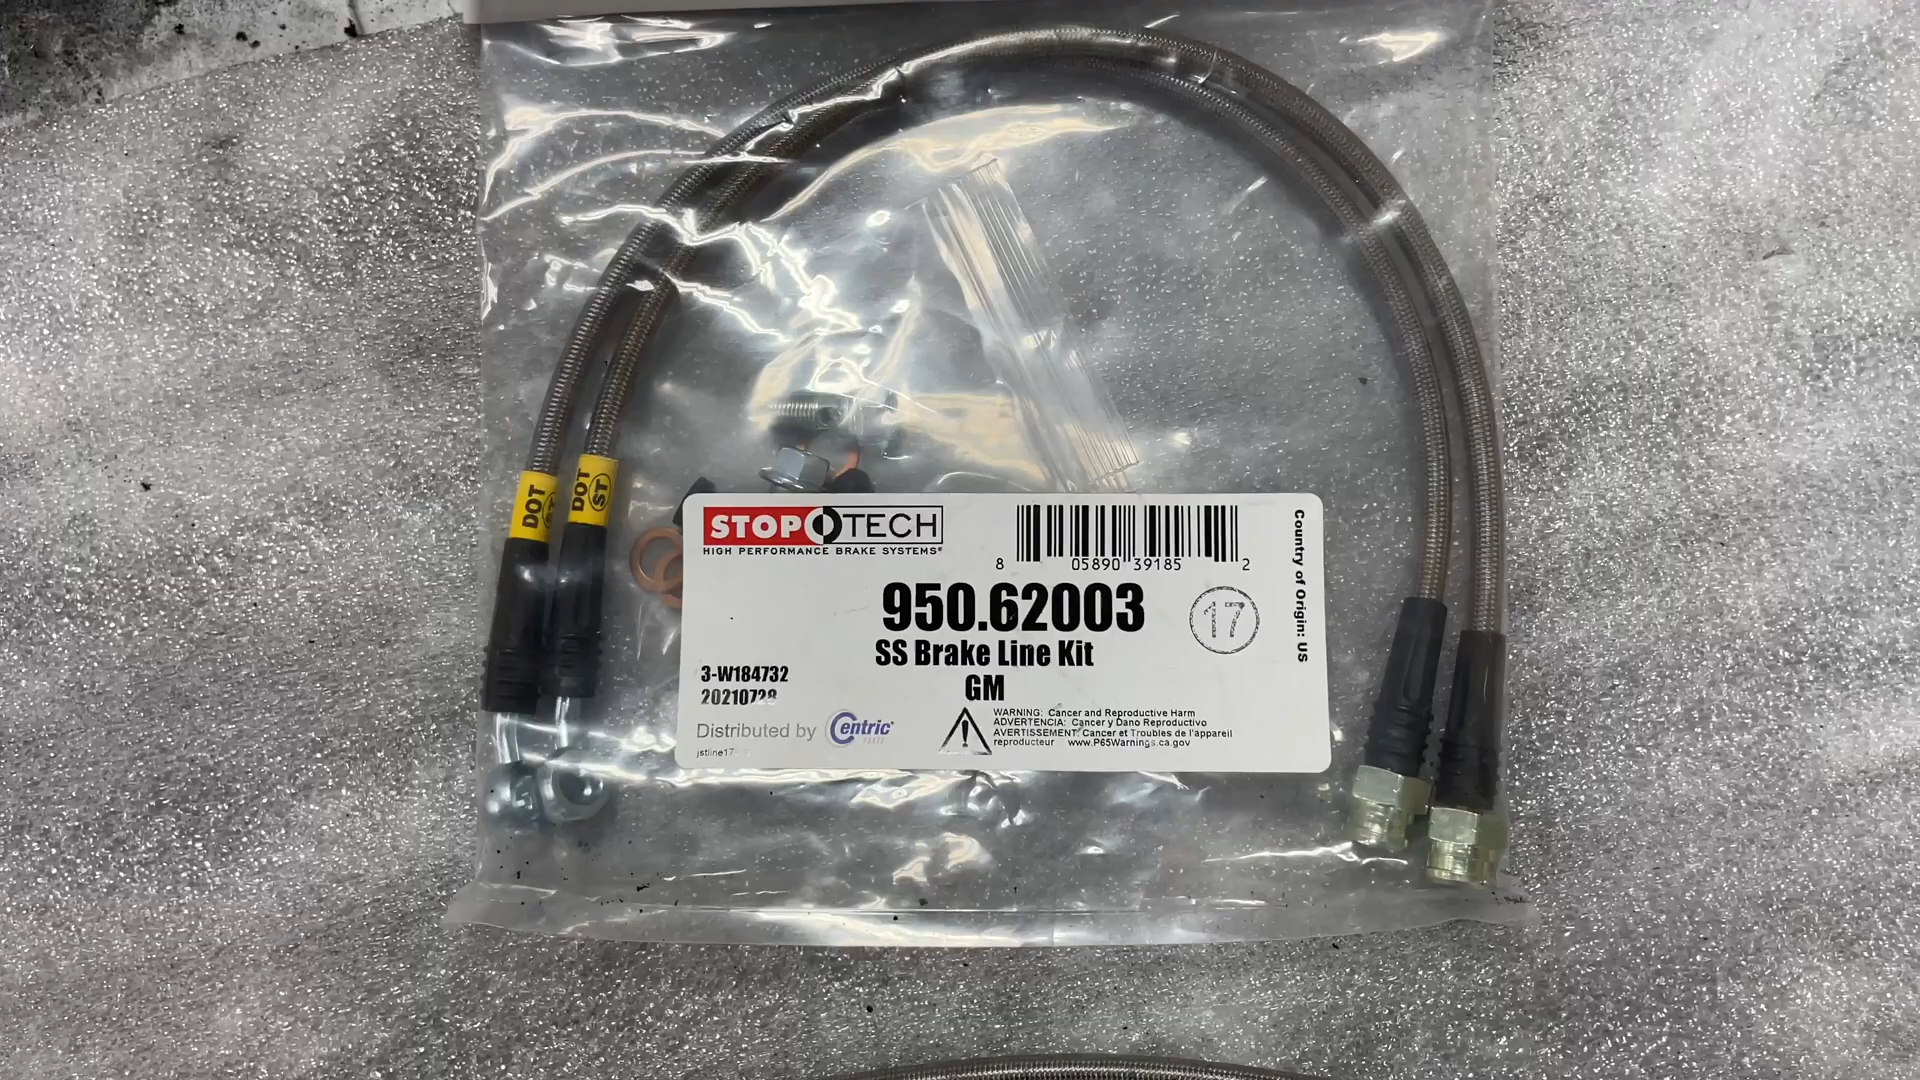 DOT
ST
DOT
ST
STOPTECH
HIGH PERFORMANCE BRAKE SYSTEMS®
8 05890 39185 2
950.62003
17
SS Brake Line Kit
GM
3-W184732
20210728
Distributed by Centric
PARTS
WARNING: Cancer and Reproductive Harm
ADVERTENCIA: Cancer y Dano Reproductivo
AVERTISSEMENT: Cancer et Troubles de l'appareil
reproducteur www.P65Warnings.ca.gov
Country of Origin: US